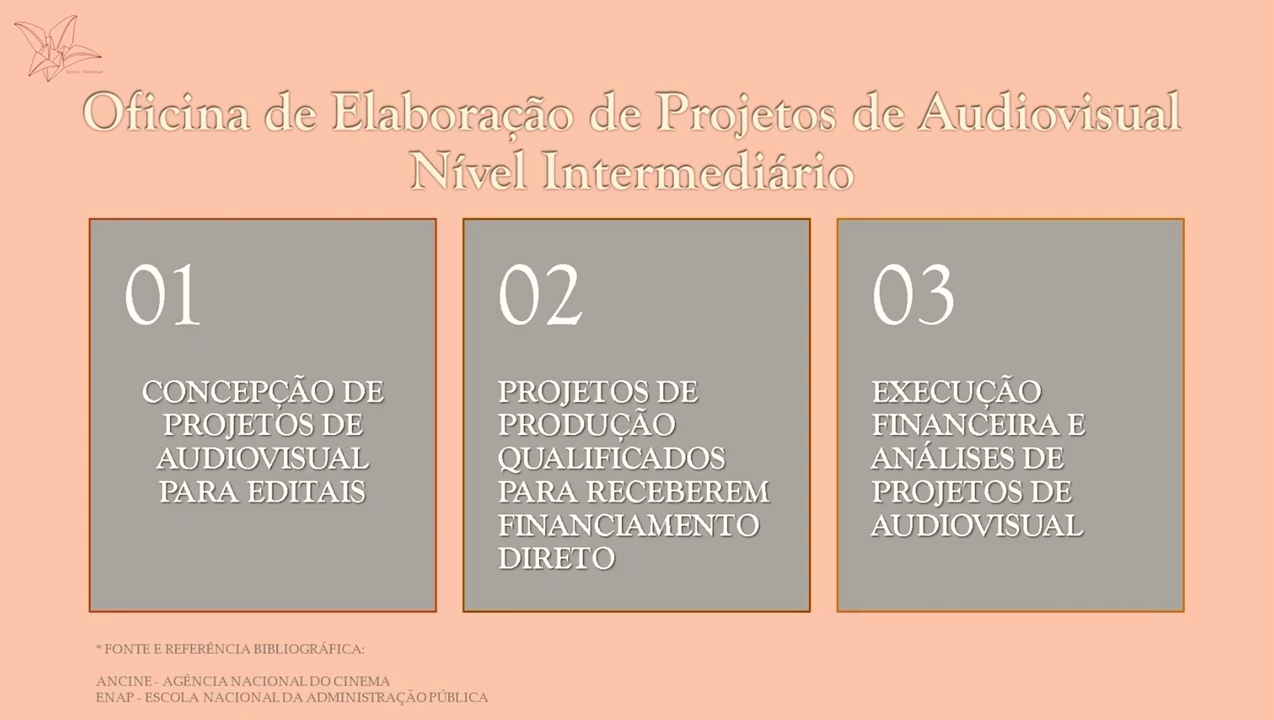 Oficina de Elaboração de Projetos de Audiovisual
Nível Intermediário
01
CONCEPÇÃO DE
PROJETOS DE
AUDIOVISUAL
PARA EDITAIS
02
PROJETOS DE
PRODUÇÃO
QUALIFICADOS
PARA RECEBEREM
FINANCIAMENTO
DIRETO
03
EXECUÇÃO
FINANCEIRA E
ANÁLISES DE
PROJETOS DE
AUDIOVISUAL
* FONTE E REFERÊNCIA BIBLIOGRÁFICA:
ANCINE - AGÊNCIA NACIONAL DO CINEMA
ENAP - ESCOLA NACIONAL DA ADMINISTRAÇÃO PÚBLICA